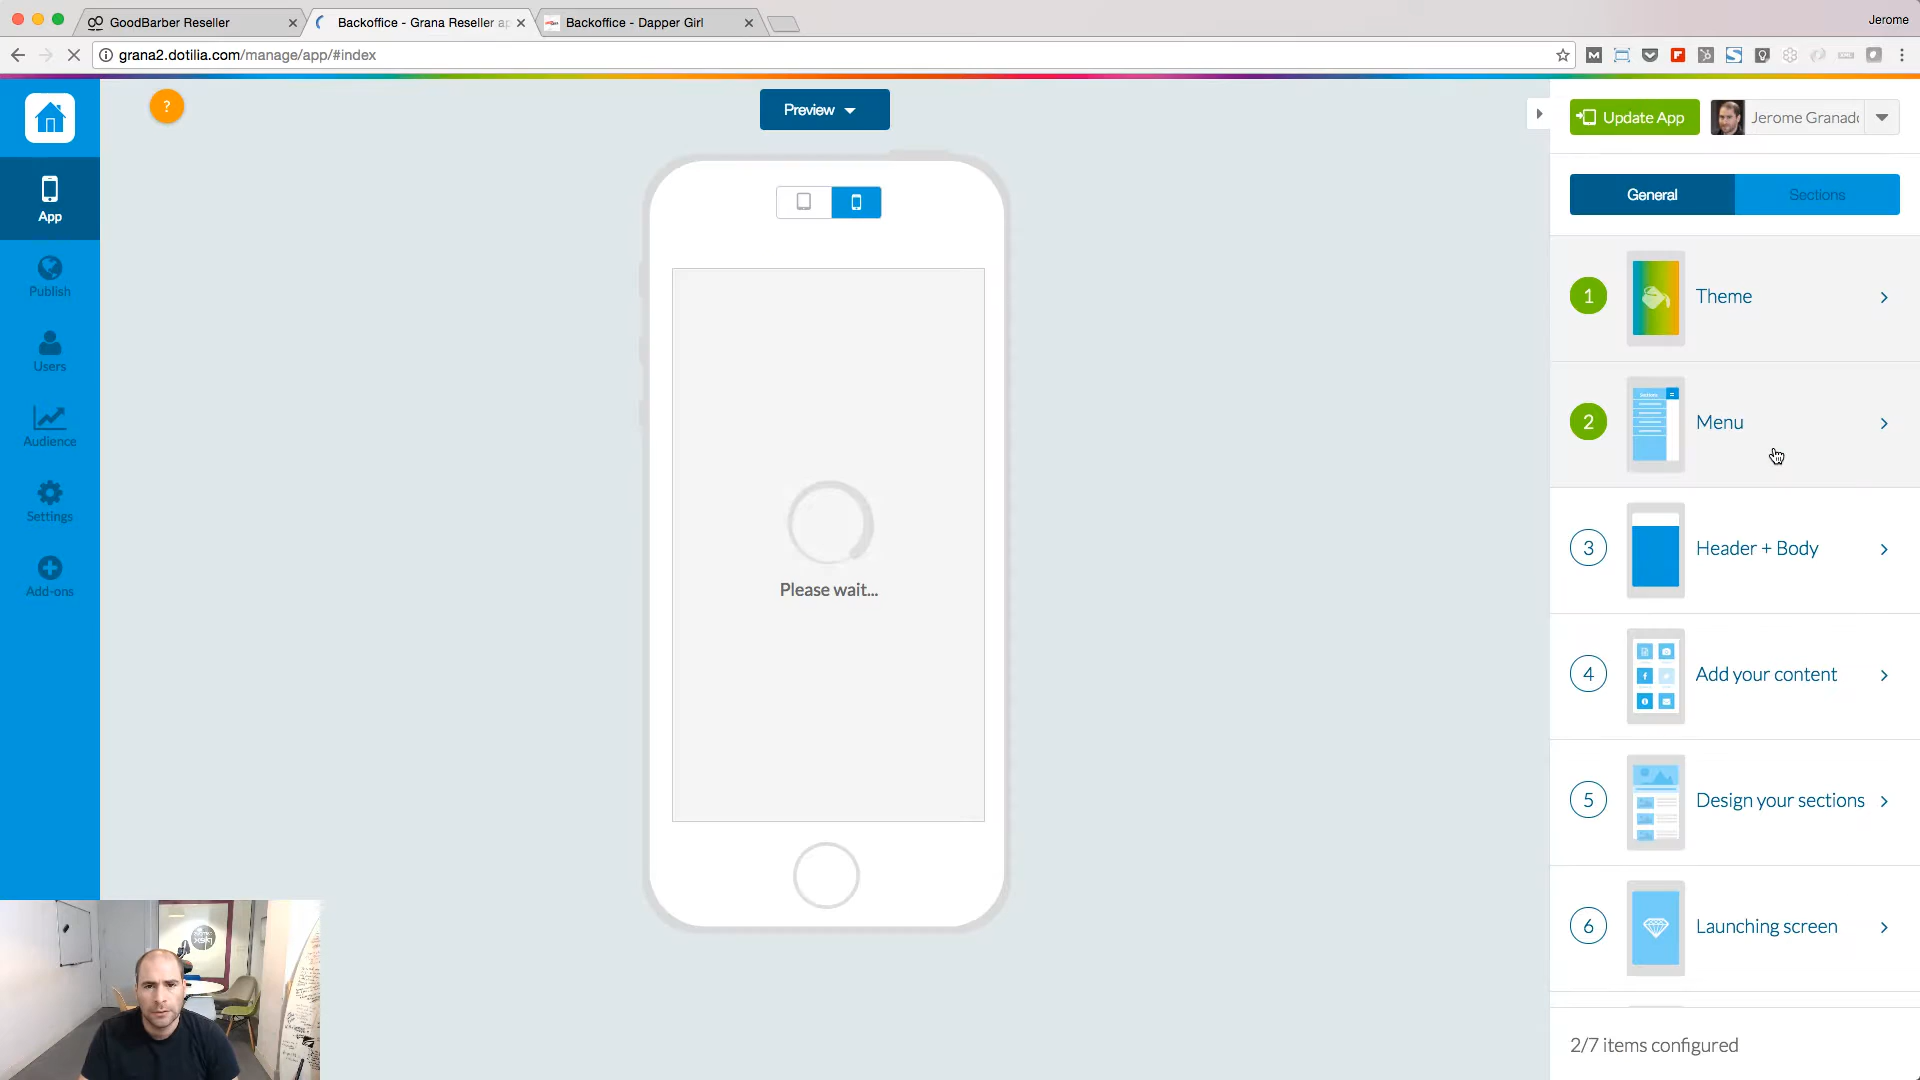 GoodBarber Reseller
Backoffice - Grana Reseller ap
Backoffice - Dapper Girl
Jerome
grana2.dotilia.com/manage/app/#index
App
Publish
Users
Audience
Settings
Add-ons
?
Preview
Please wait...
Update App
Jerome Granado
General
Sections
1
Theme
2
Menu
3
Header + Body
4
Add your content
5
Design your sections
6
Launching screen
2/7 items configured